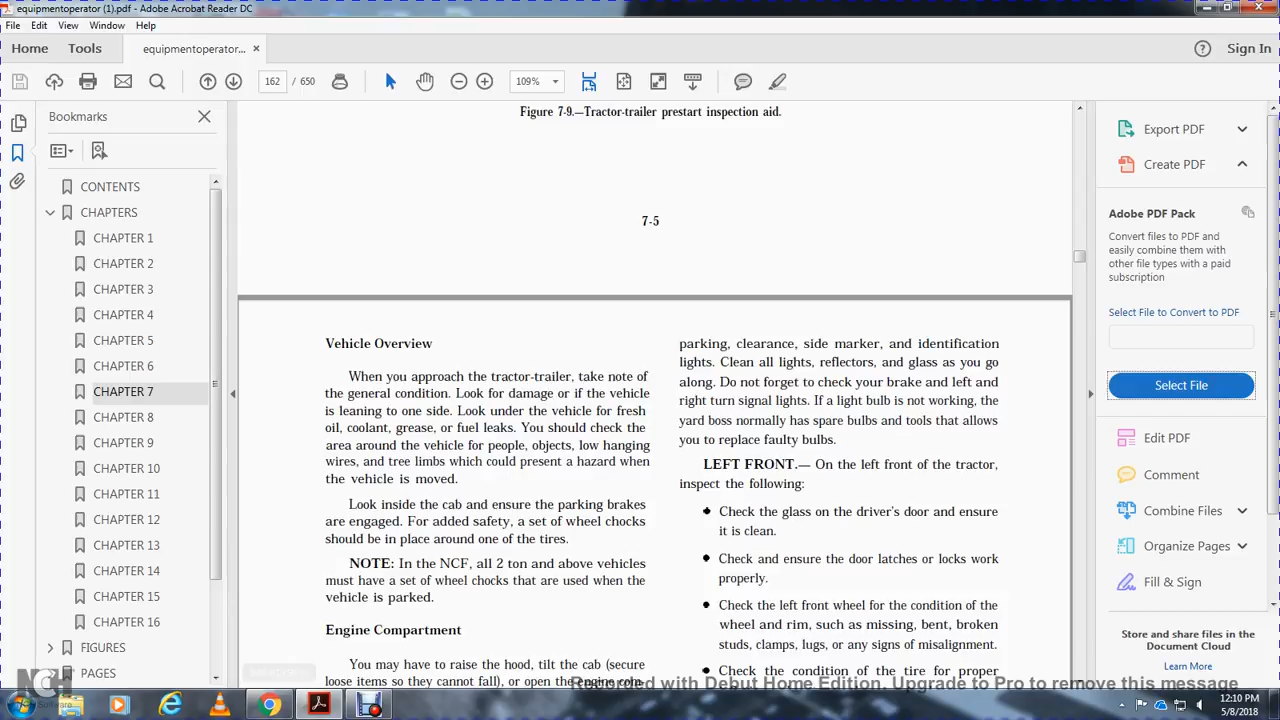 equipmentoperator (1).pdf - Adobe Acrobat Reader DC
File Edit View Window Help
Home Tools equipmentoperator... × Sign In
162 / 650 109%
Bookmarks
CONTENTS
CHAPTERS
CHAPTER 1
CHAPTER 2
CHAPTER 3
CHAPTER 4
CHAPTER 5
CHAPTER 6
CHAPTER 7
CHAPTER 8
CHAPTER 9
CHAPTER 10
CHAPTER 11
CHAPTER 12
CHAPTER 13
CHAPTER 14
CHAPTER 15
CHAPTER 16
FIGURES
PAGES
Figure 7-9.—Tractor-trailer prestart inspection aid.
7-5
Vehicle Overview
When you approach the tractor-trailer, take note of
the general condition. Look for damage or if the vehicle
is leaning to one side. Look under the vehicle for fresh
oil, coolant, grease, or fuel leaks. You should check the
area around the vehicle for people, objects, low hanging
wires, and tree limbs which could present a hazard when
the vehicle is moved.
Look inside the cab and ensure the parking brakes
are engaged. For added safety, a set of wheel chocks
should be in place around one of the tires.
NOTE: In the NCF, all 2 ton and above vehicles
must have a set of wheel chocks that are used when the
vehicle is parked.
Engine Compartment
You may have to raise the hood, tilt the cab (secure
loose items so they cannot fall), or open the engine com-
parking, clearance, side marker, and identification
lights. Clean all lights, reflectors, and glass as you go
along. Do not forget to check your brake and left and
right turn signal lights. If a light bulb is not working, the
yard boss normally has spare bulbs and tools that allows
you to replace faulty bulbs.
LEFT FRONT.— On the left front of the tractor,
inspect the following:
Check the glass on the driver's door and ensure
it is clean.
Check and ensure the door latches or locks work
properly.
Check the left front wheel for the condition of the
wheel and rim, such as missing, bent, broken
studs, clamps, lugs, or any signs of misalignment.
Check the condition of the tire for proper
Export PDF
Create PDF
Adobe PDF Pack
Convert files to PDF and
easily combine them with
other file types with a paid
subscription
Select File to Convert to PDF
Select File
Edit PDF
Comment
Combine Files
Organize Pages
Fill & Sign
Store and share files in the
Document Cloud
Learn More
NCH
Software
Recorded with Debut Home Edition. Upgrade to Pro to remove this message
12:10 PM
5/8/2018